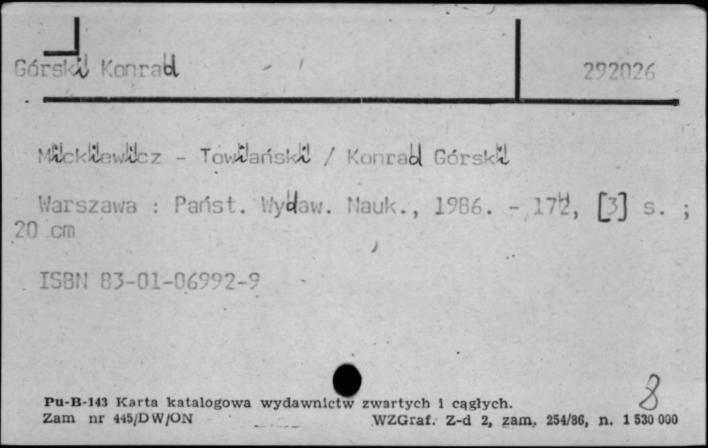 Górski Konrad 292026
Mickiewicz - Towiański / Konrad Górski
Warszawa : Państ. Wydaw. Nauk., 1986. - 172, [3] s. ;
20 cm
ISBN 83-01-06992-9
8
Pu-B-143 Karta katalogowa wydawnictw zwartych i ciągłych.
Zam nr 445/DW/ON WZGraf. Z-d 2, zam. 254/86, n. 1 530 000